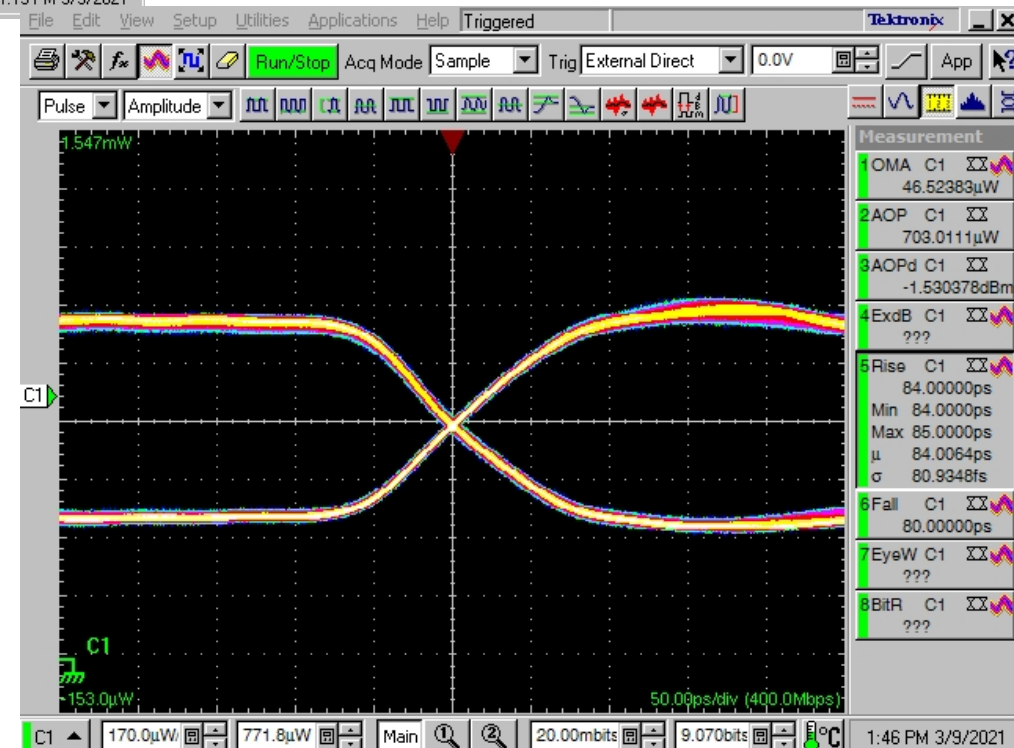 File Edit View Setup Utilities Applications Help Triggered Tektronix
Run/Stop Acq Mode Sample Trig External Direct 0.0V App
Pulse Amplitude
1.547mW
Measurement
1 OMA C1
46.52383µW
2 AOP C1
703.0111µW
3 AOPd C1
-1.530378dBm
4 ExdB C1
???
5 Rise C1
84.00000ps
Min 84.0000ps
Max 85.0000ps
µ 84.0064ps
σ 80.9348fs
6 Fall C1
80.00000ps
7 EyeW C1
???
8 BitR C1
???
C1
C1
-153.0µW
50.00ps/div (400.0Mbps)
C1 170.0µW/ 771.8µW Main 1 2 20.00mbits 9.070bits °C 1:46 PM 3/9/2021